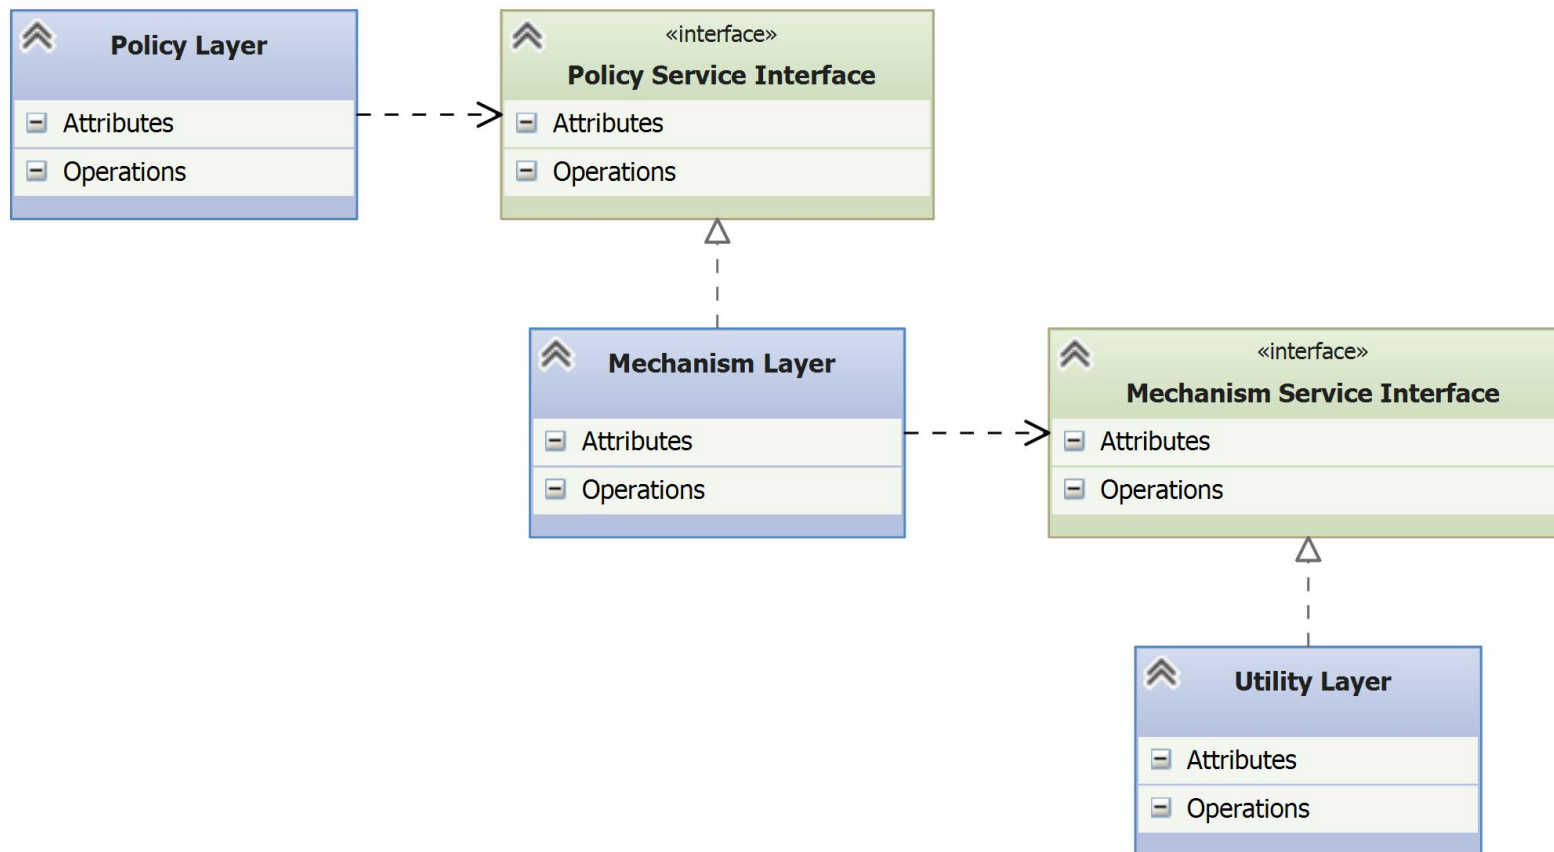 Policy Layer
Attributes
Operations
«interface»
Policy Service Interface
Attributes
Operations
Mechanism Layer
Attributes
Operations
«interface»
Mechanism Service Interface
Attributes
Operations
Utility Layer
Attributes
Operations